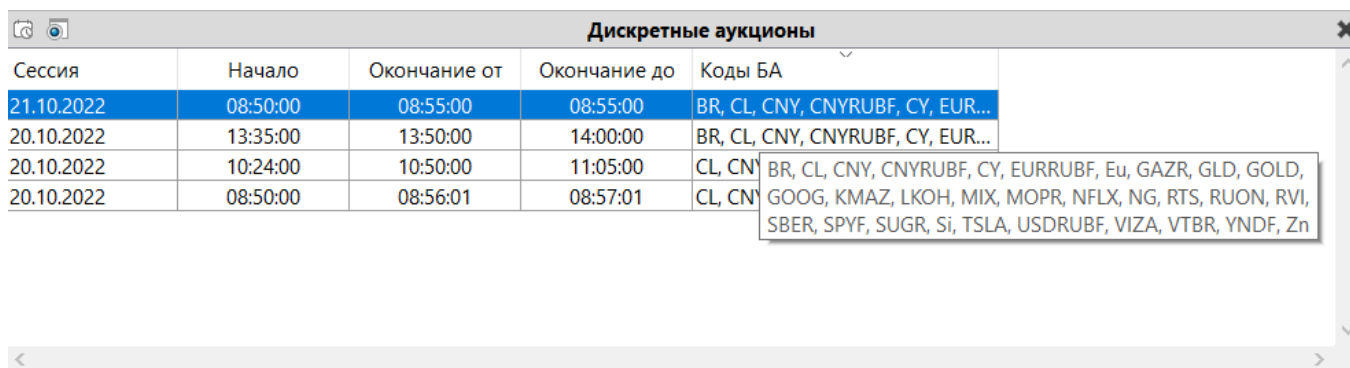 Дискретные аукционы
Сессия Начало Окончание от Окончание до Коды БА
21.10.2022 08:50:00 08:55:00 08:55:00 BR, CL, CNY, CNYRUBF, CY, EUR...
20.10.2022 13:35:00 13:50:00 14:00:00 BR, CL, CNY, CNYRUBF, CY, EUR...
20.10.2022 10:24:00 10:50:00 11:05:00 CL, CNY
20.10.2022 08:50:00 08:56:01 08:57:01 CL, CNY
BR, CL, CNY, CNYRUBF, CY, EURRUBF, Eu, GAZR, GLD, GOLD,
GOOG, KMAZ, LKOH, MIX, MOPR, NFLX, NG, RTS, RUON, RVI,
SBER, SPYF, SUGR, Si, TSLA, USDRUBF, VIZA, VTBR, YNDF, Zn